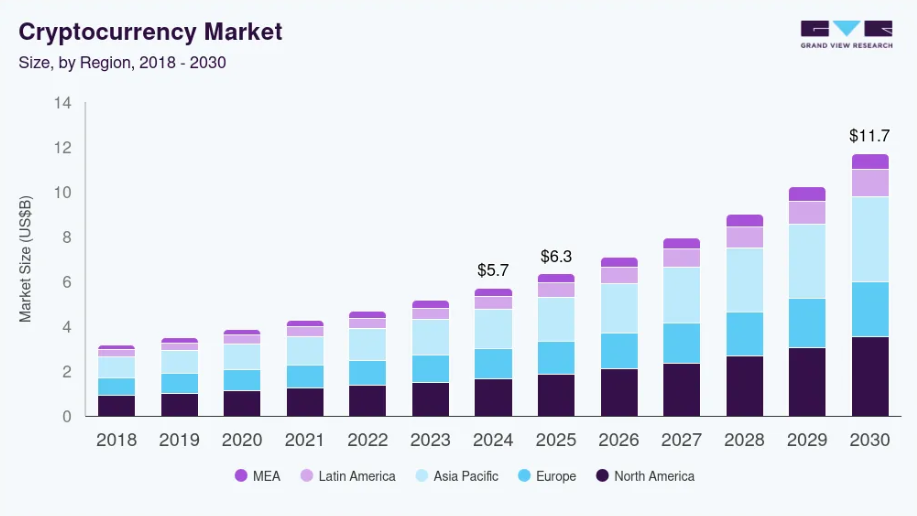 Cryptocurrency Market
Size, by Region, 2018 - 2030
GRAND VIEW RESEARCH
Market Size (US$B)
14
12
10
8
6
4
2
0
$5.7
$6.3
$11.7
2018 2019 2020 2021 2022 2023 2024 2025 2026 2027 2028 2029 2030
MEA Latin America Asia Pacific Europe North America